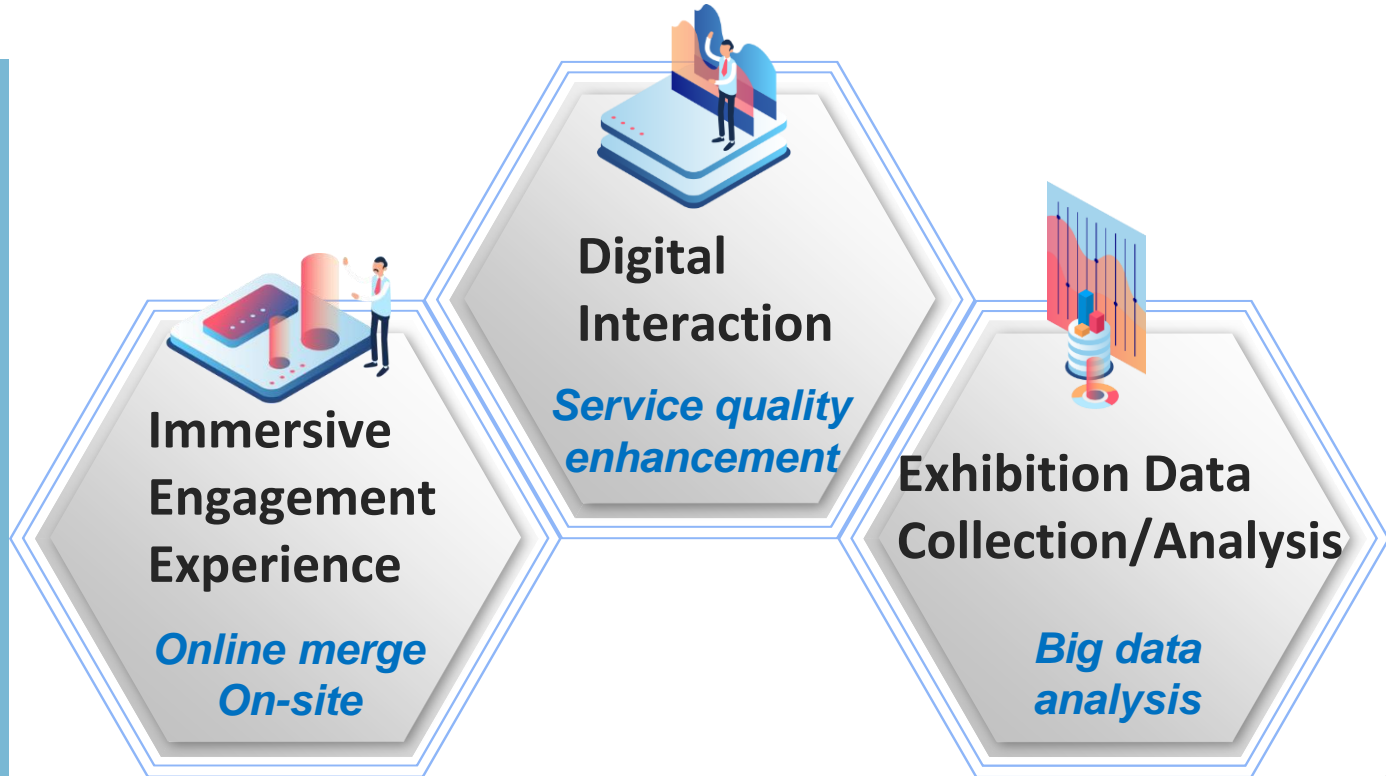 Immersive
Engagement
Experience
Online merge
On-site
Digital
Interaction
Service quality
enhancement
Exhibition Data
Collection/Analysis
Big data
analysis